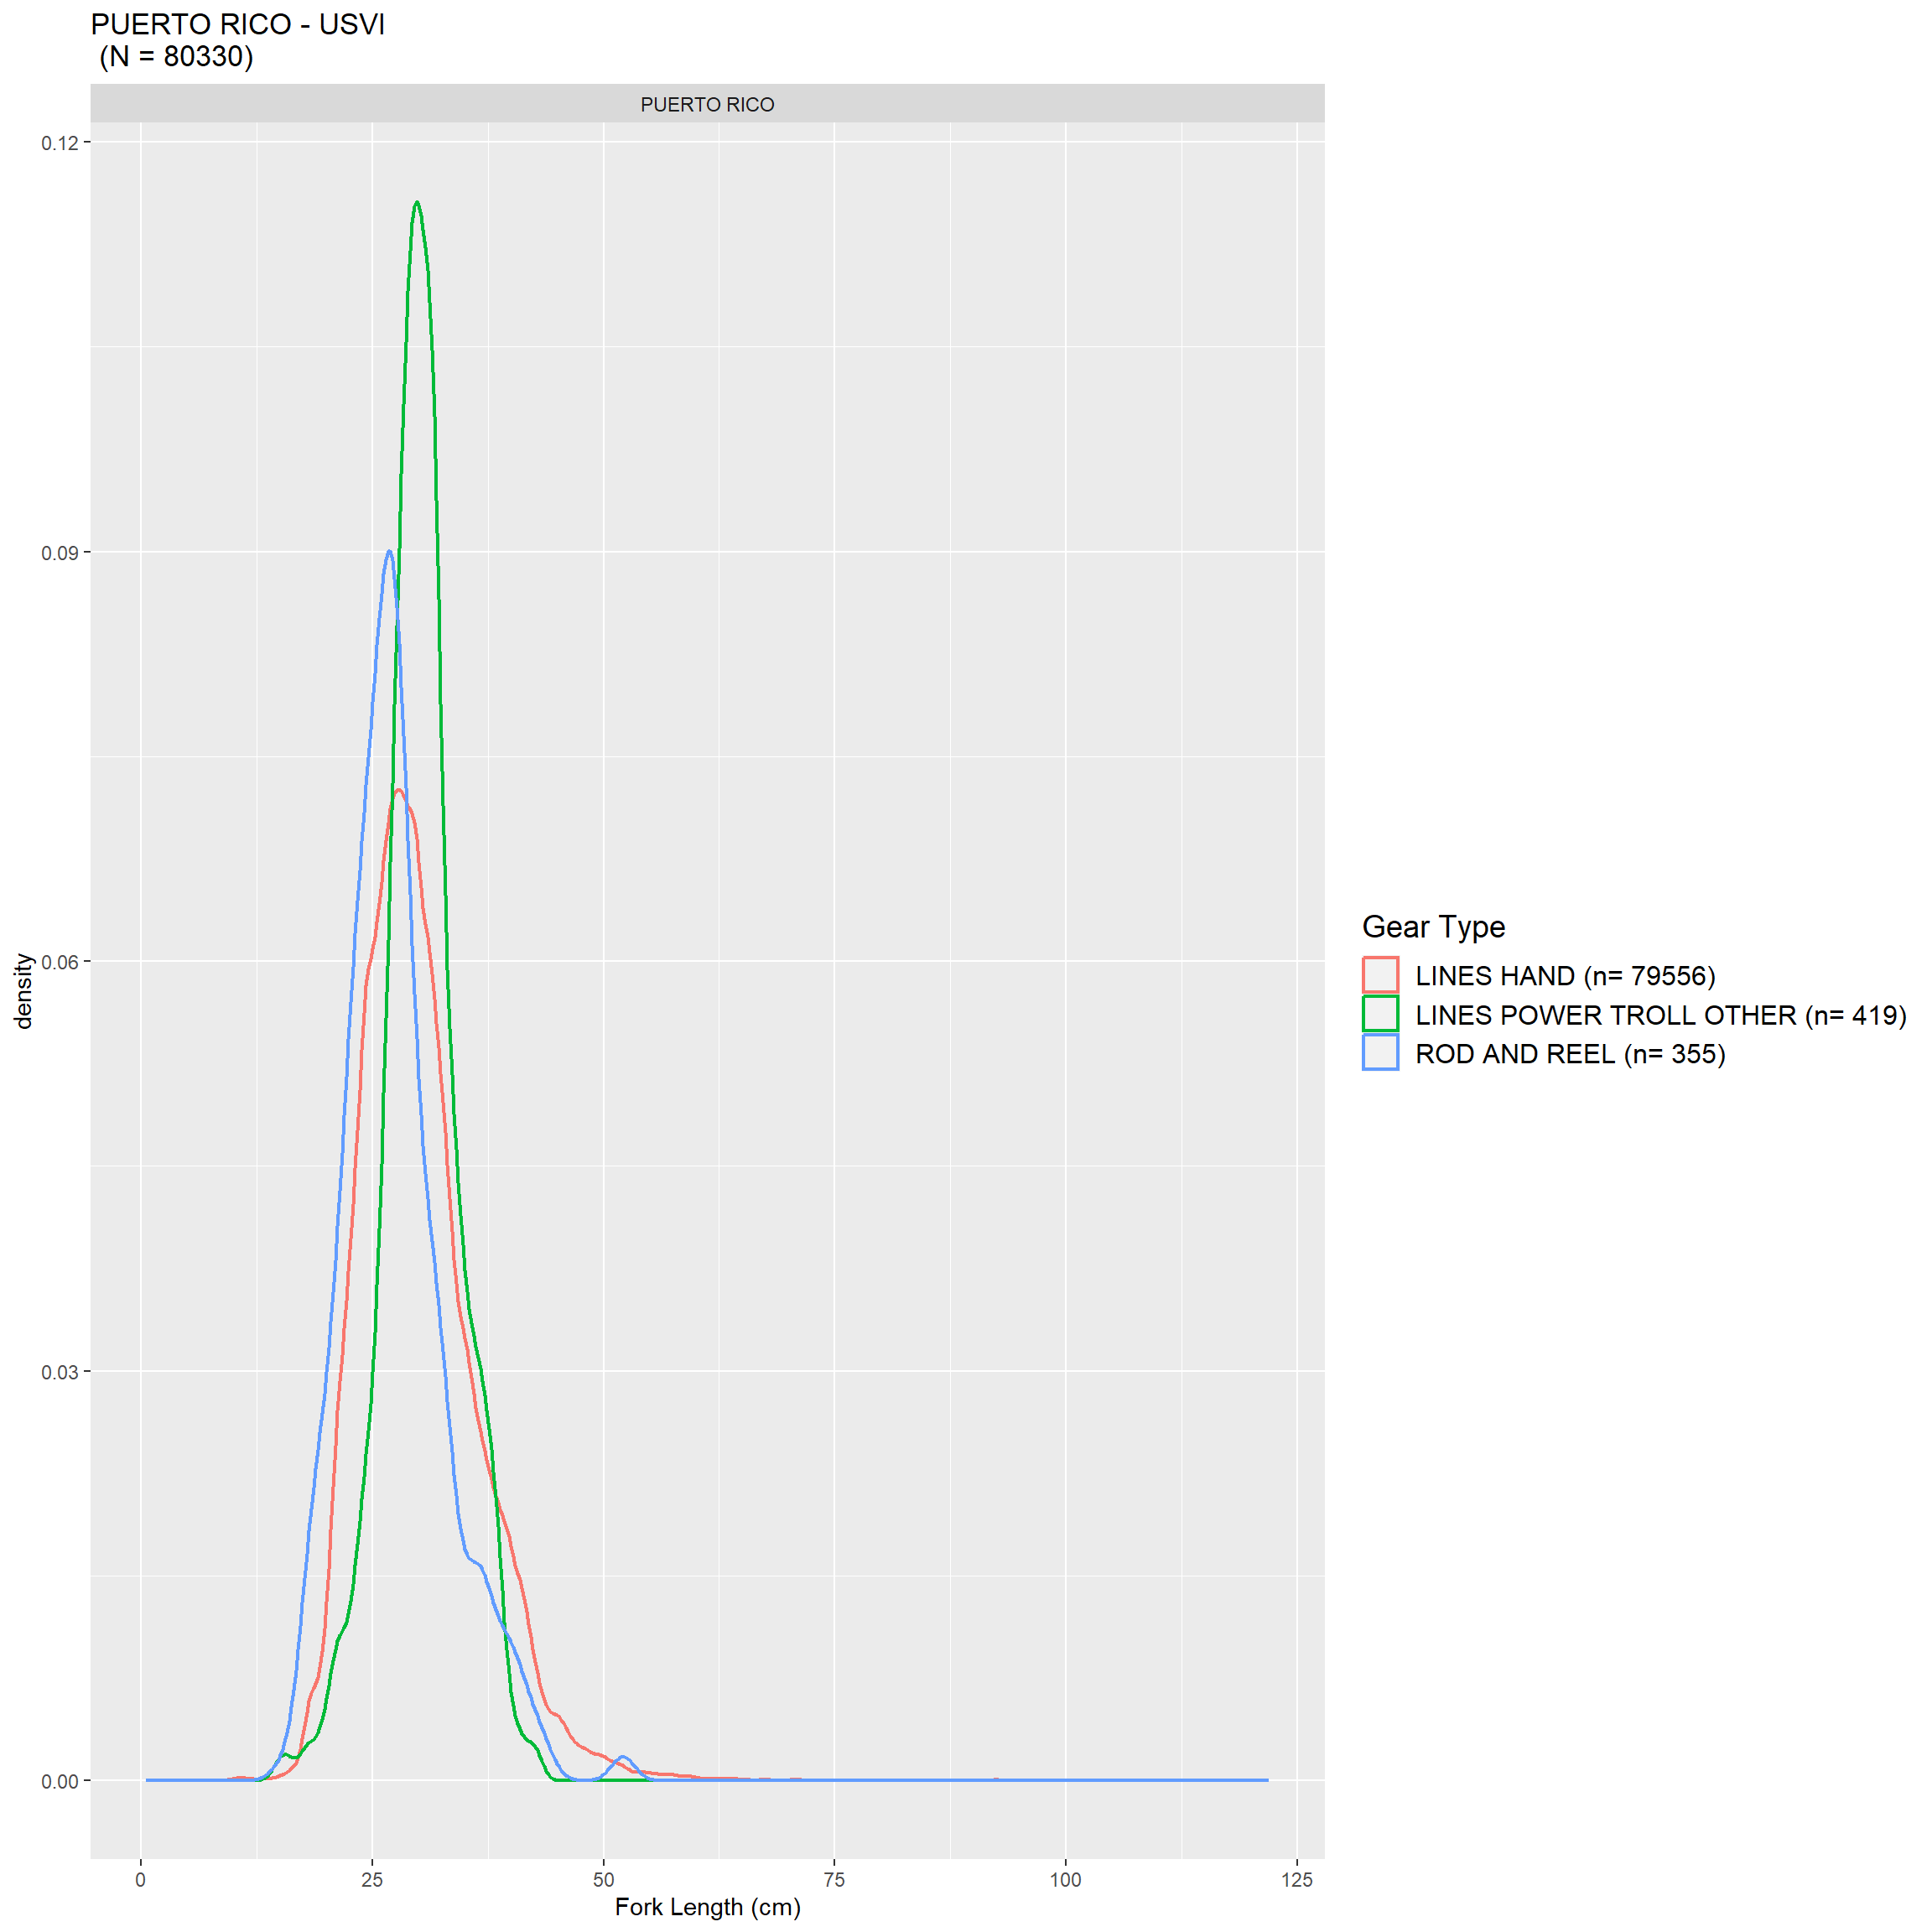 PUERTO RICO - USVI
(N = 80330)
PUERTO RICO
0.12
0.09
0.06
0.03
0.00
density
0
25
50
75
100
125
Fork Length (cm)
Gear Type
LINES HAND (n= 79556)
LINES POWER TROLL OTHER (n= 419)
ROD AND REEL (n= 355)